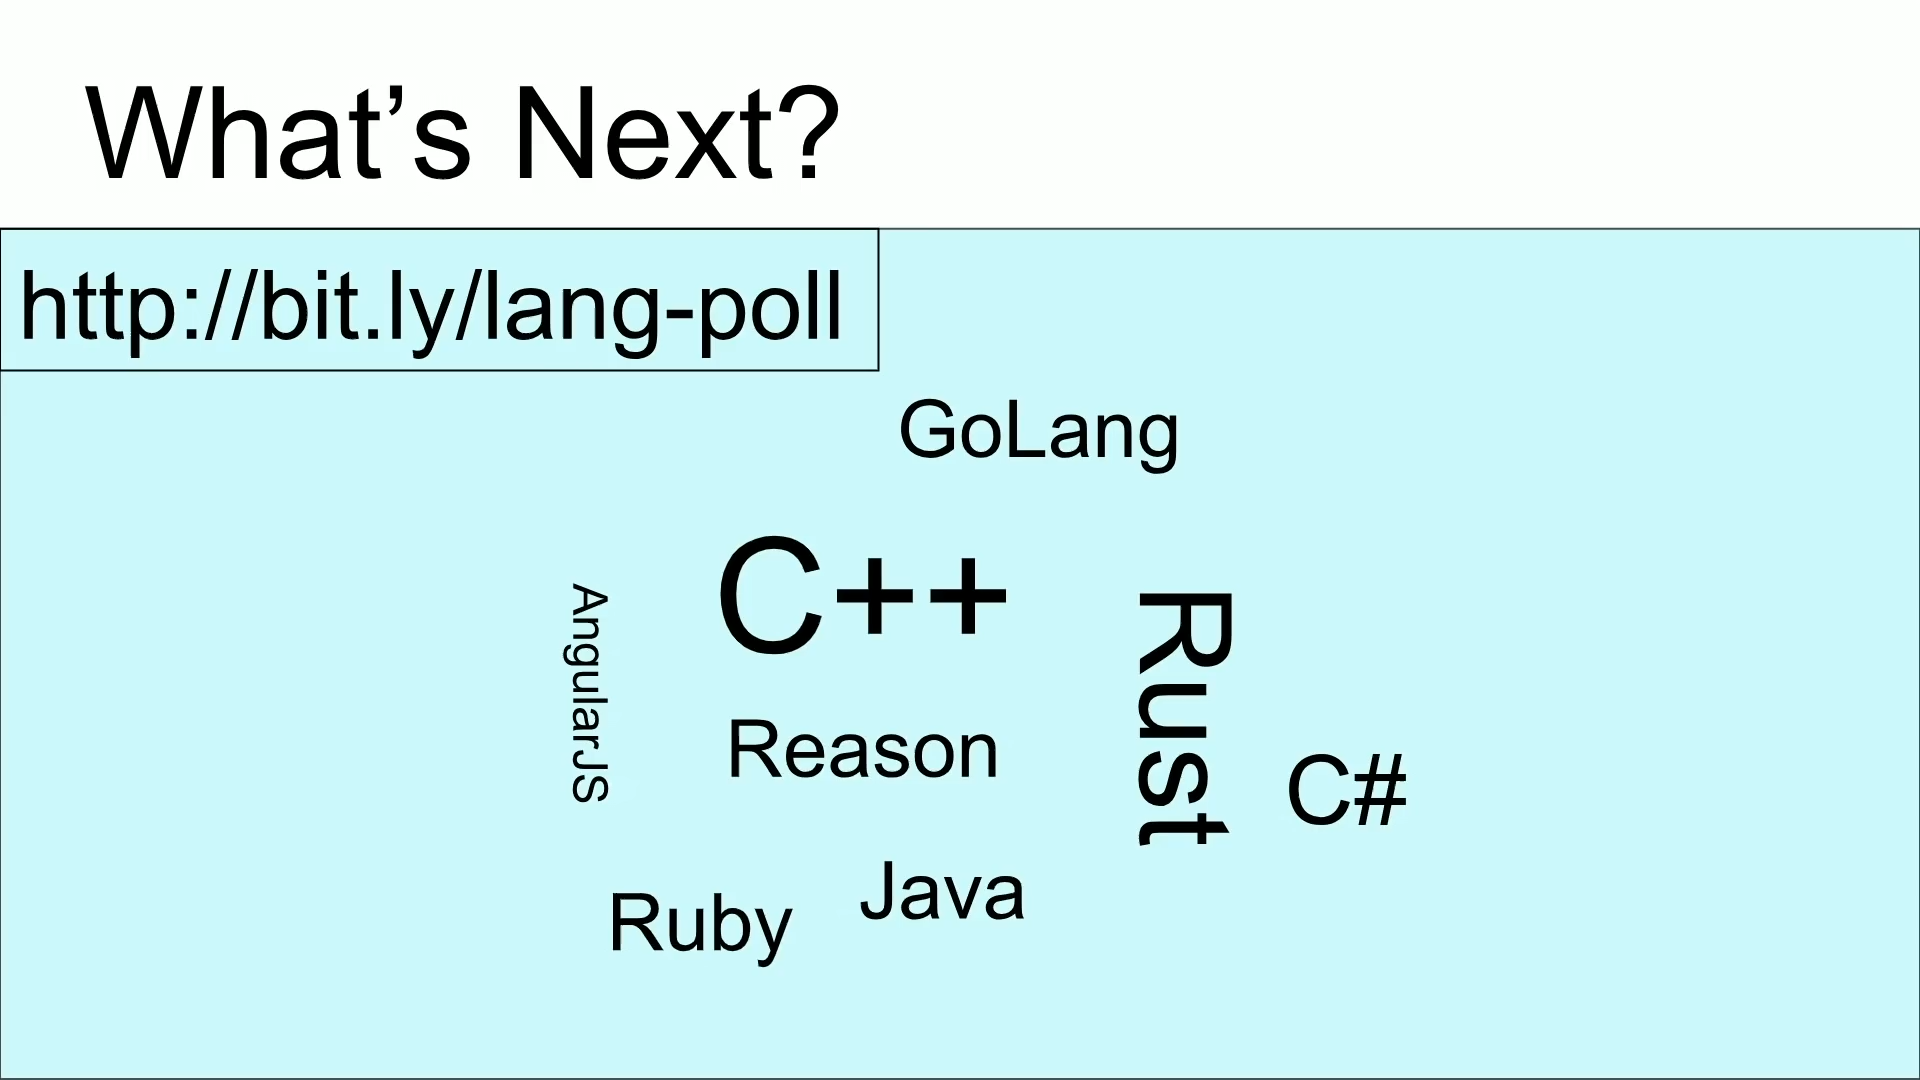 What’s Next?
http://bit.ly/lang-poll
GoLang
C++
AngularJS
Rust
Reason
C#
Java
Ruby